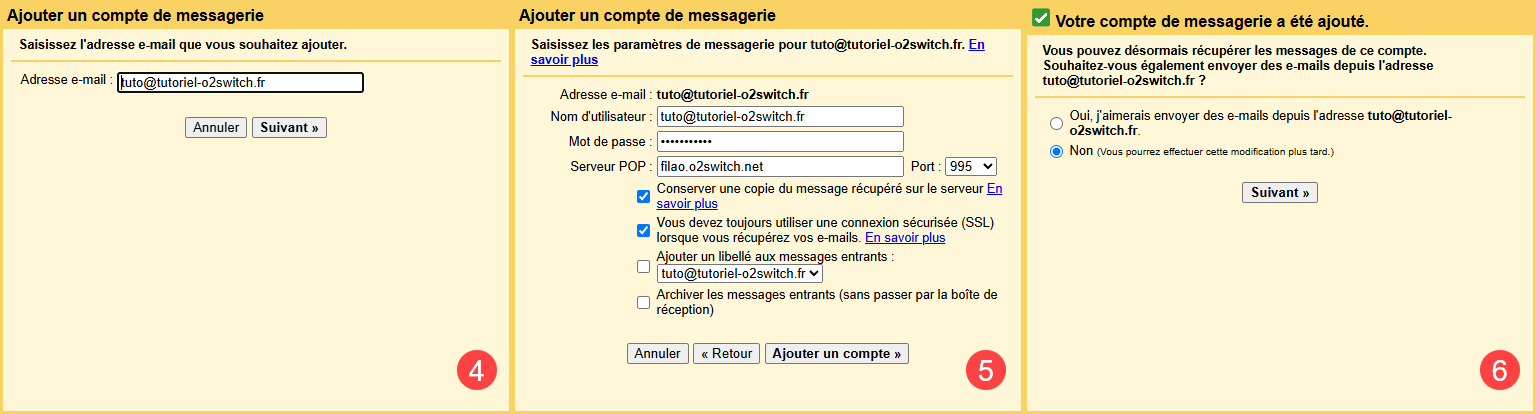 Ajouter un compte de messagerie
Saisissez l'adresse e-mail que vous souhaitez ajouter.
Adresse e-mail : tuto@tutoriel-o2switch.fr
Annuler Suivant »
4
Ajouter un compte de messagerie
Saisissez les paramètres de messagerie pour tuto@tutoriel-o2switch.fr. En
savoir plus
Adresse e-mail : tuto@tutoriel-o2switch.fr
Nom d'utilisateur : tuto@tutoriel-o2switch.fr
Mot de passe : •••••••••••
Serveur POP : filao.o2switch.net Port : 995
Conserver une copie du message récupéré sur le serveur En
savoir plus
Vous devez toujours utiliser une connexion sécurisée (SSL)
lorsque vous récupérez vos e-mails. En savoir plus
Ajouter un libellé aux messages entrants :
tuto@tutoriel-o2switch.fr
Archiver les messages entrants (sans passer par la boîte de
réception)
Annuler « Retour Ajouter un compte »
5
Votre compte de messagerie a été ajouté.
Vous pouvez désormais récupérer les messages de ce compte.
Souhaitez-vous également envoyer des e-mails depuis l'adresse
tuto@tutoriel-o2switch.fr ?
Oui, j'aimerais envoyer des e-mails depuis l'adresse tuto@tutoriel-
o2switch.fr.
Non (Vous pourrez effectuer cette modification plus tard.)
Suivant »
6